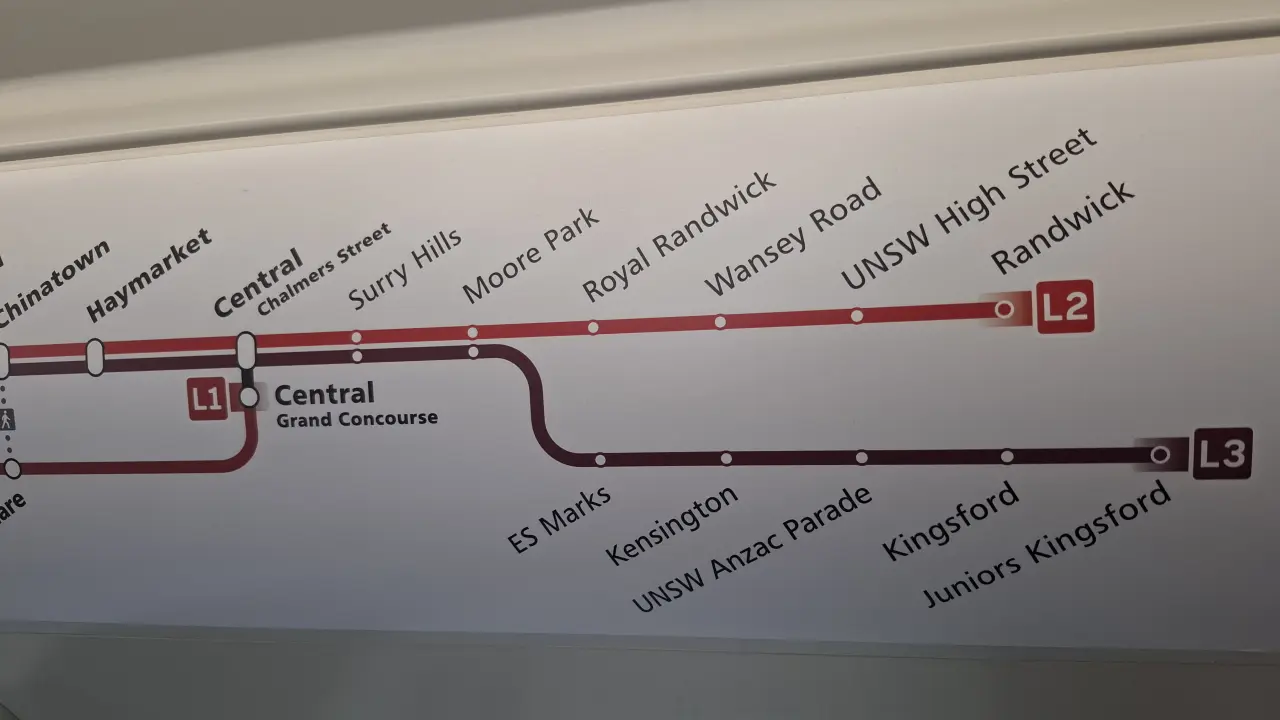 Chinatown
Haymarket
Central
Chalmers Street
Surry Hills
Moore Park
Royal Randwick
Wansey Road
UNSW High Street
Randwick
L2
L1
Central
Grand Concourse
L3
ES Marks
Kensington
UNSW Anzac Parade
Kingsford
Juniors Kingsford